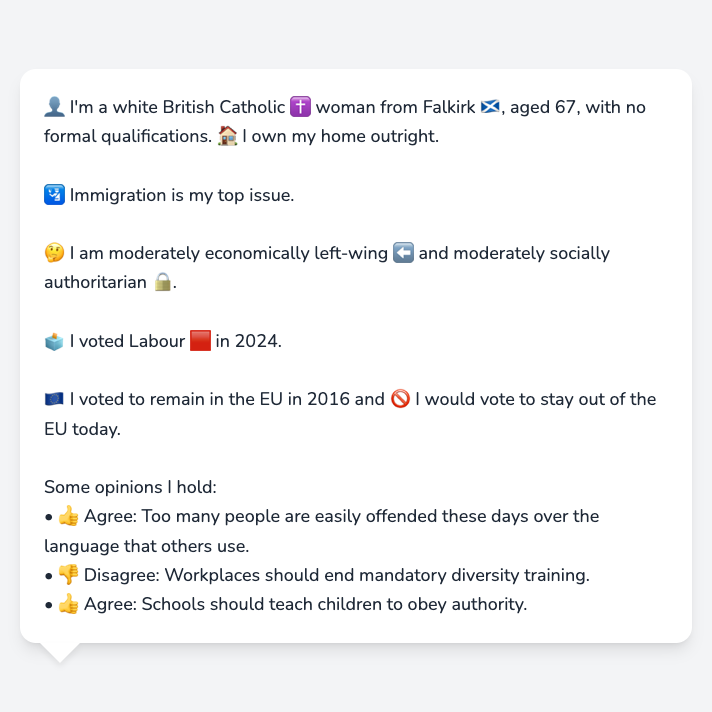 👤 I'm a white British Catholic ✝️ woman from Falkirk 🏴󠁧󠁢󠁳󠁣󠁴󠁿, aged 67, with no
formal qualifications. 🏠 I own my home outright.
🛂 Immigration is my top issue.
🤔 I am moderately economically left-wing ⬅️ and moderately socially
authoritarian 🔒.
🗳️ I voted Labour 🟥 in 2024.
🇪🇺 I voted to remain in the EU in 2016 and 🚫 I would vote to stay out of the
EU today.
Some opinions I hold:
• 👍 Agree: Too many people are easily offended these days over the
language that others use.
• 👎 Disagree: Workplaces should end mandatory diversity training.
• 👍 Agree: Schools should teach children to obey authority.